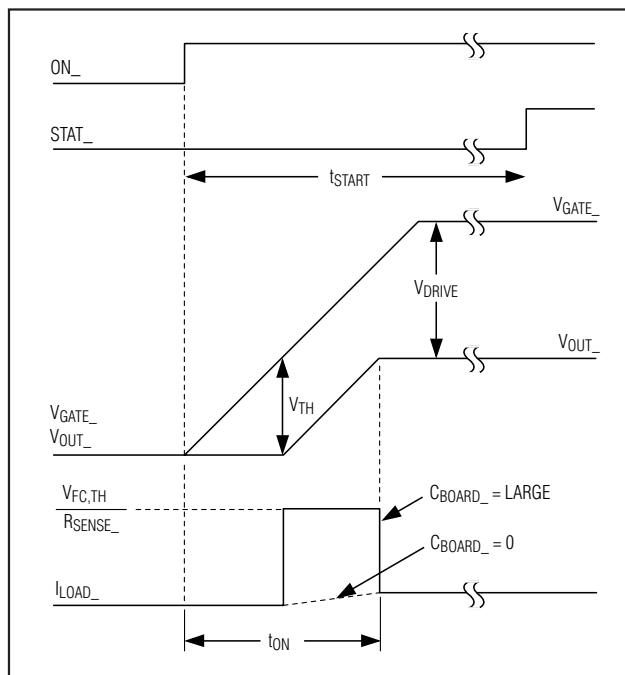 ON_
STAT_
tSTART
VGATE_
VDRIVE
VOUT_
VTH
VGATE_
VOUT_
VFC,TH
RSENSE_
CBOARD_ = LARGE
CBOARD_ = 0
ILOAD_
tON